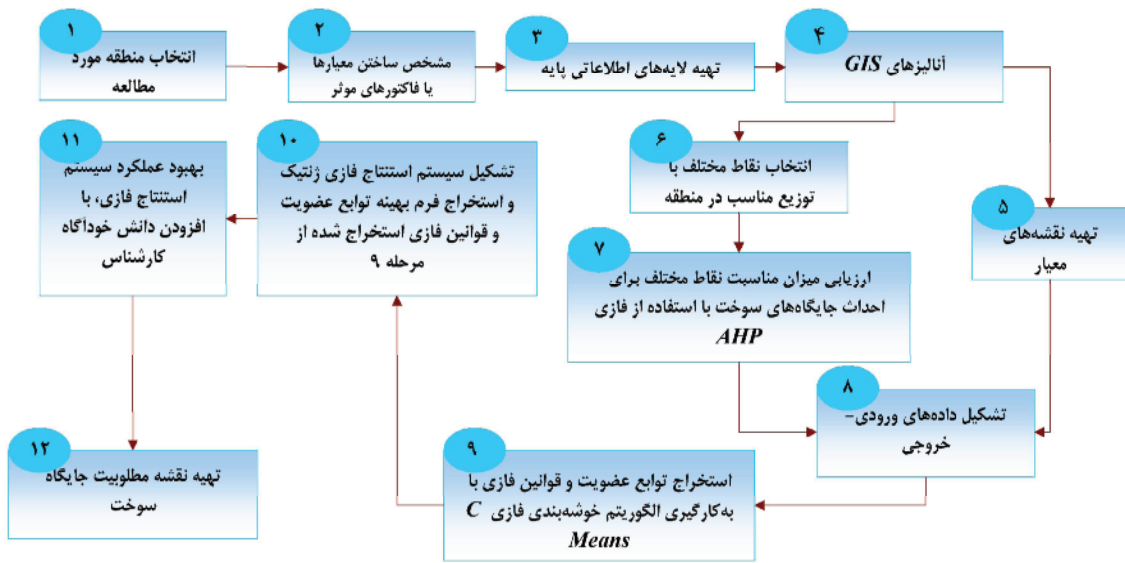 ۱
انتخاب منطقه مورد
مطالعه
۲
مشخص ساختن معیارها
یا فاکتورهای موثر
۳
تهیه لایه‌های اطلاعاتی پایه
۴
آنالیزهای GIS
۵
تهیه نقشه‌های
معیار
۶
انتخاب نقاط مختلف با
توزیع مناسب در منطقه
۷
ارزیابی میزان مناسبت نقاط مختلف برای
احداث جایگاه‌های سوخت با استفاده از فازی
AHP
۸
تشکیل داده‌های ورودی-
خروجی
۹
استخراج توابع عضویت و قوانین فازی با
به‌کارگیری الگوریتم خوشه‌بندی فازی C
Means
۱۰
تشکیل سیستم استنتاج فازی ژنتیک
و استخراج فرم بهینه توابع عضویت
و قوانین فازی استخراج شده از
مرحله ۹
۱۱
بهبود عملکرد سیستم
استنتاج فازی، با
افزودن دانش خودآگاه
کارشناس
۱۲
تهیه نقشه مطلوبیت جایگاه
سوخت